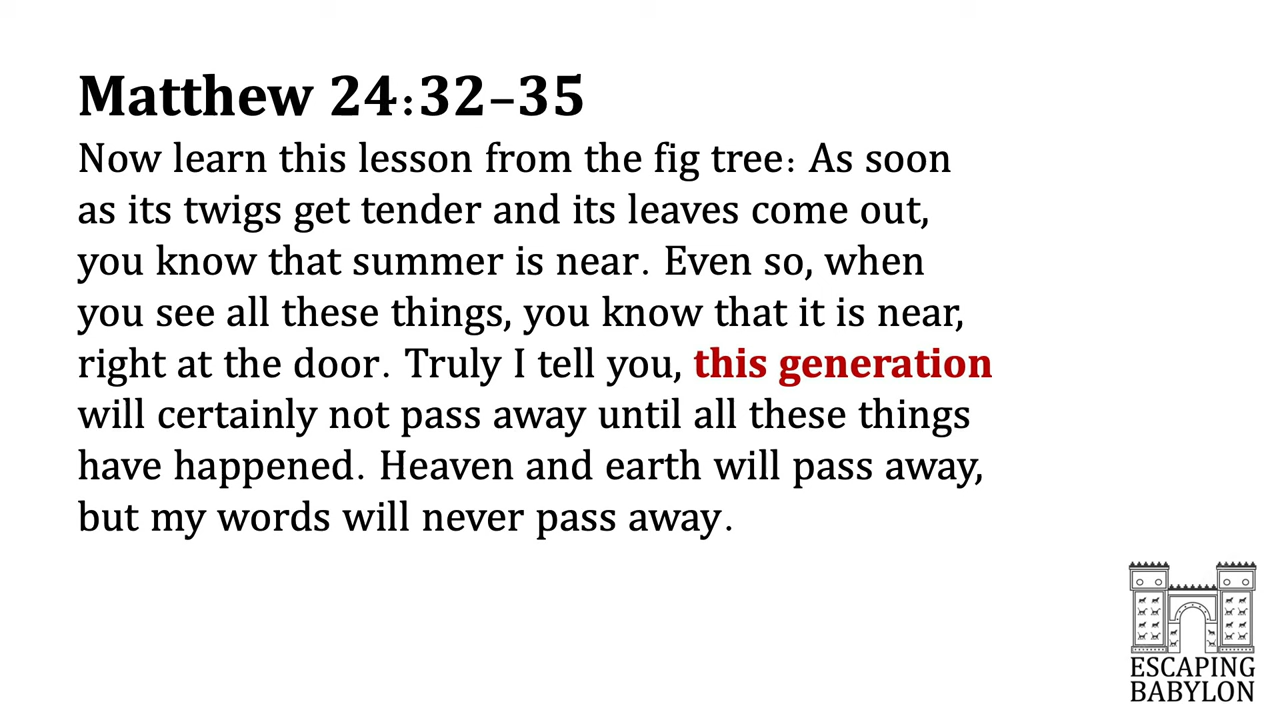 Matthew 24:32–35
Now learn this lesson from the fig tree: As soon
as its twigs get tender and its leaves come out,
you know that summer is near. Even so, when
you see all these things, you know that it is near,
right at the door. Truly I tell you, this generation
will certainly not pass away until all these things
have happened. Heaven and earth will pass away,
but my words will never pass away.
ESCAPING
BABYLON